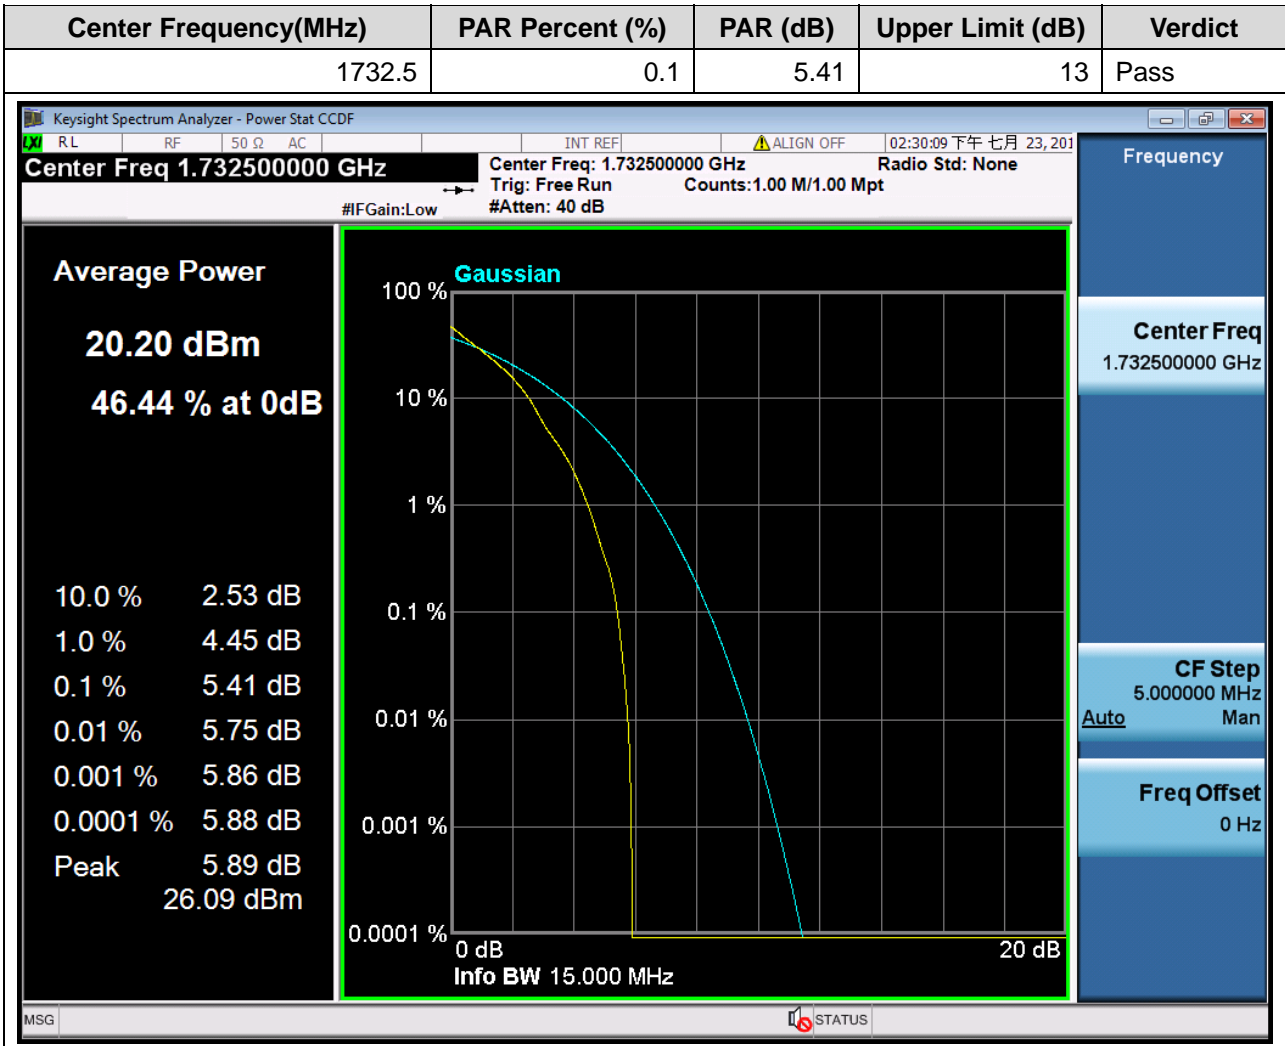 Center Frequency(MHz) PAR Percent (%) PAR (dB) Upper Limit (dB) Verdict
1732.5 0.1 5.41 13 Pass
Keysight Spectrum Analyzer - Power Stat CCDF
LXI RL RF 50 Ω AC INT REF ALIGN OFF 02:30:09 下午 七月 23, 201
Center Freq 1.732500000 GHz
Center Freq: 1.732500000 GHz Radio Std: None
Trig: Free Run Counts:1.00 M/1.00 Mpt
#IFGain:Low #Atten: 40 dB
Average Power
20.20 dBm
46.44 % at 0dB
10.0 % 2.53 dB
1.0 % 4.45 dB
0.1 % 5.41 dB
0.01 % 5.75 dB
0.001 % 5.86 dB
0.0001 % 5.88 dB
Peak 5.89 dB
26.09 dBm
Gaussian
100 %
10 %
1 %
0.1 %
0.01 %
0.001 %
0.0001 %
0 dB 20 dB
Info BW 15.000 MHz
Frequency
Center Freq
1.732500000 GHz
CF Step
5.000000 MHz
Auto Man
Freq Offset
0 Hz
MSG STATUS